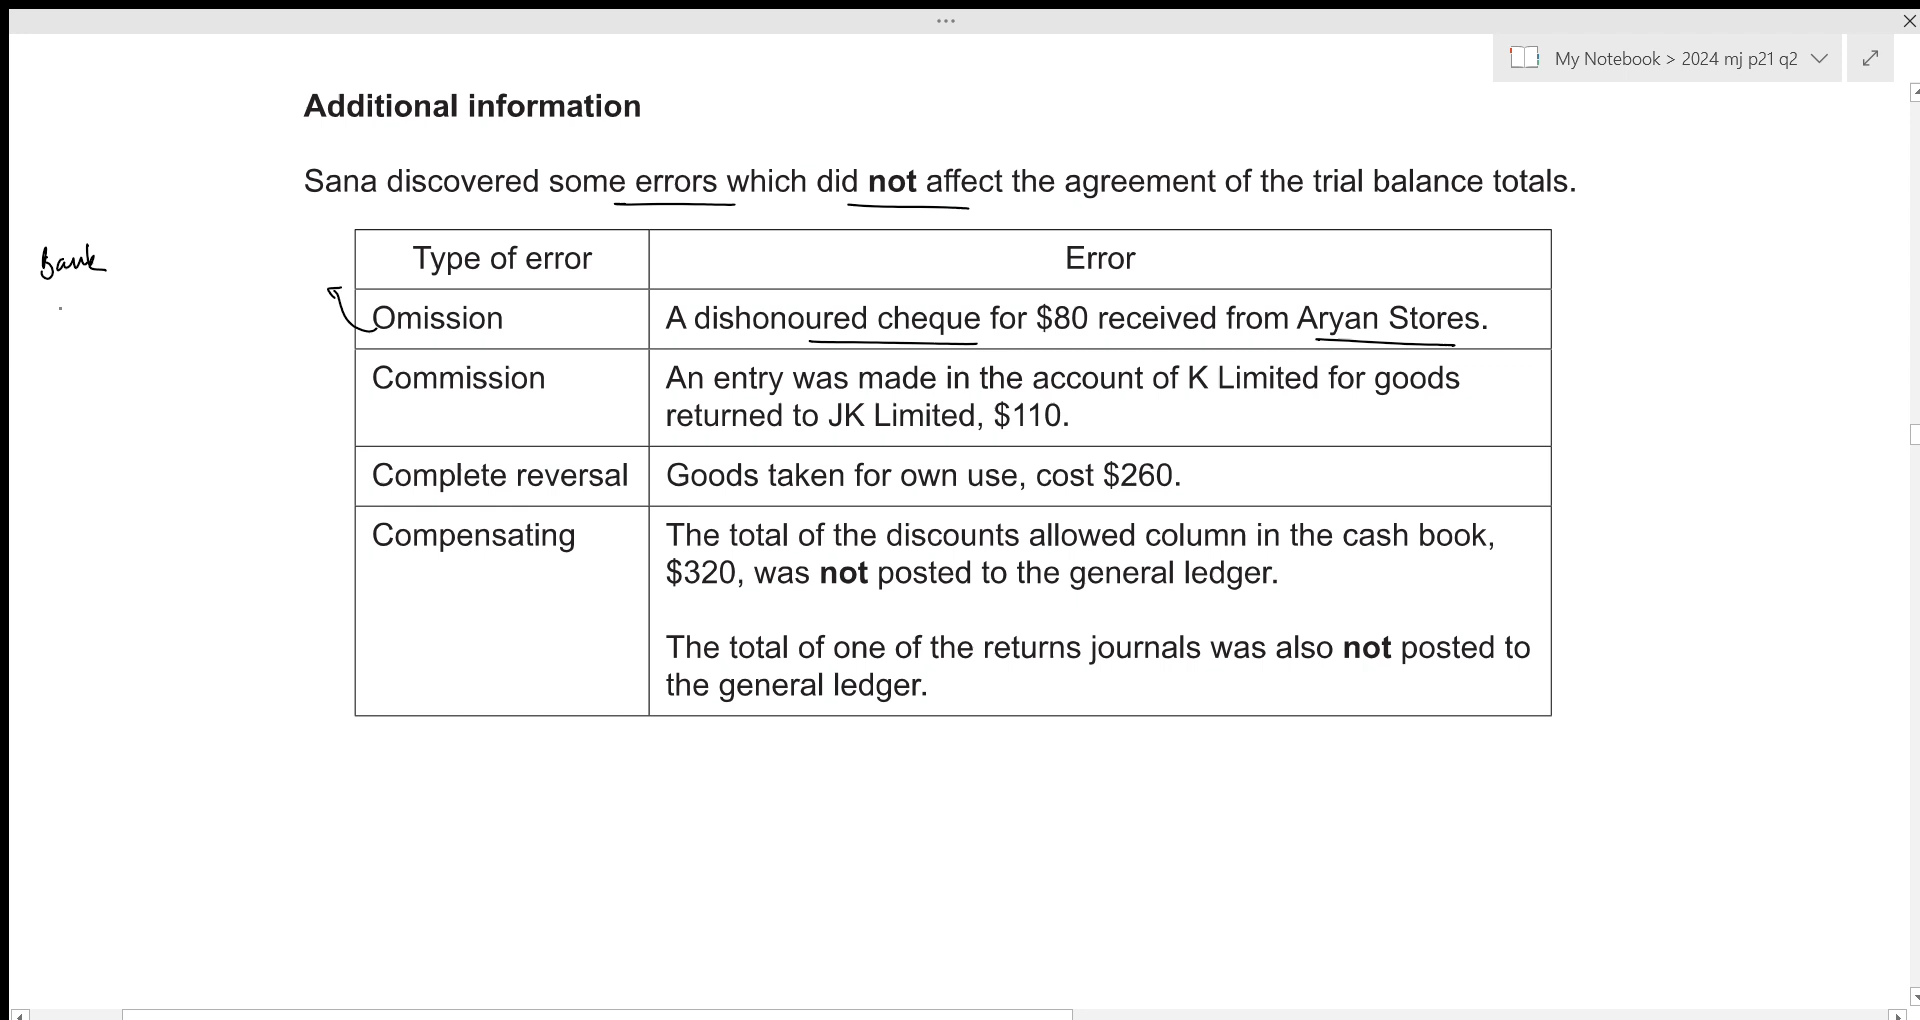 My Notebook > 2024 mj p21 q2
Additional information
Sana discovered some errors which did not affect the agreement of the trial balance totals.
Bank
Type of error
Error
Omission
A dishonoured cheque for $80 received from Aryan Stores.
Commission
An entry was made in the account of K Limited for goods
returned to JK Limited, $110.
Complete reversal
Goods taken for own use, cost $260.
Compensating
The total of the discounts allowed column in the cash book,
$320, was not posted to the general ledger.
The total of one of the returns journals was also not posted to
the general ledger.